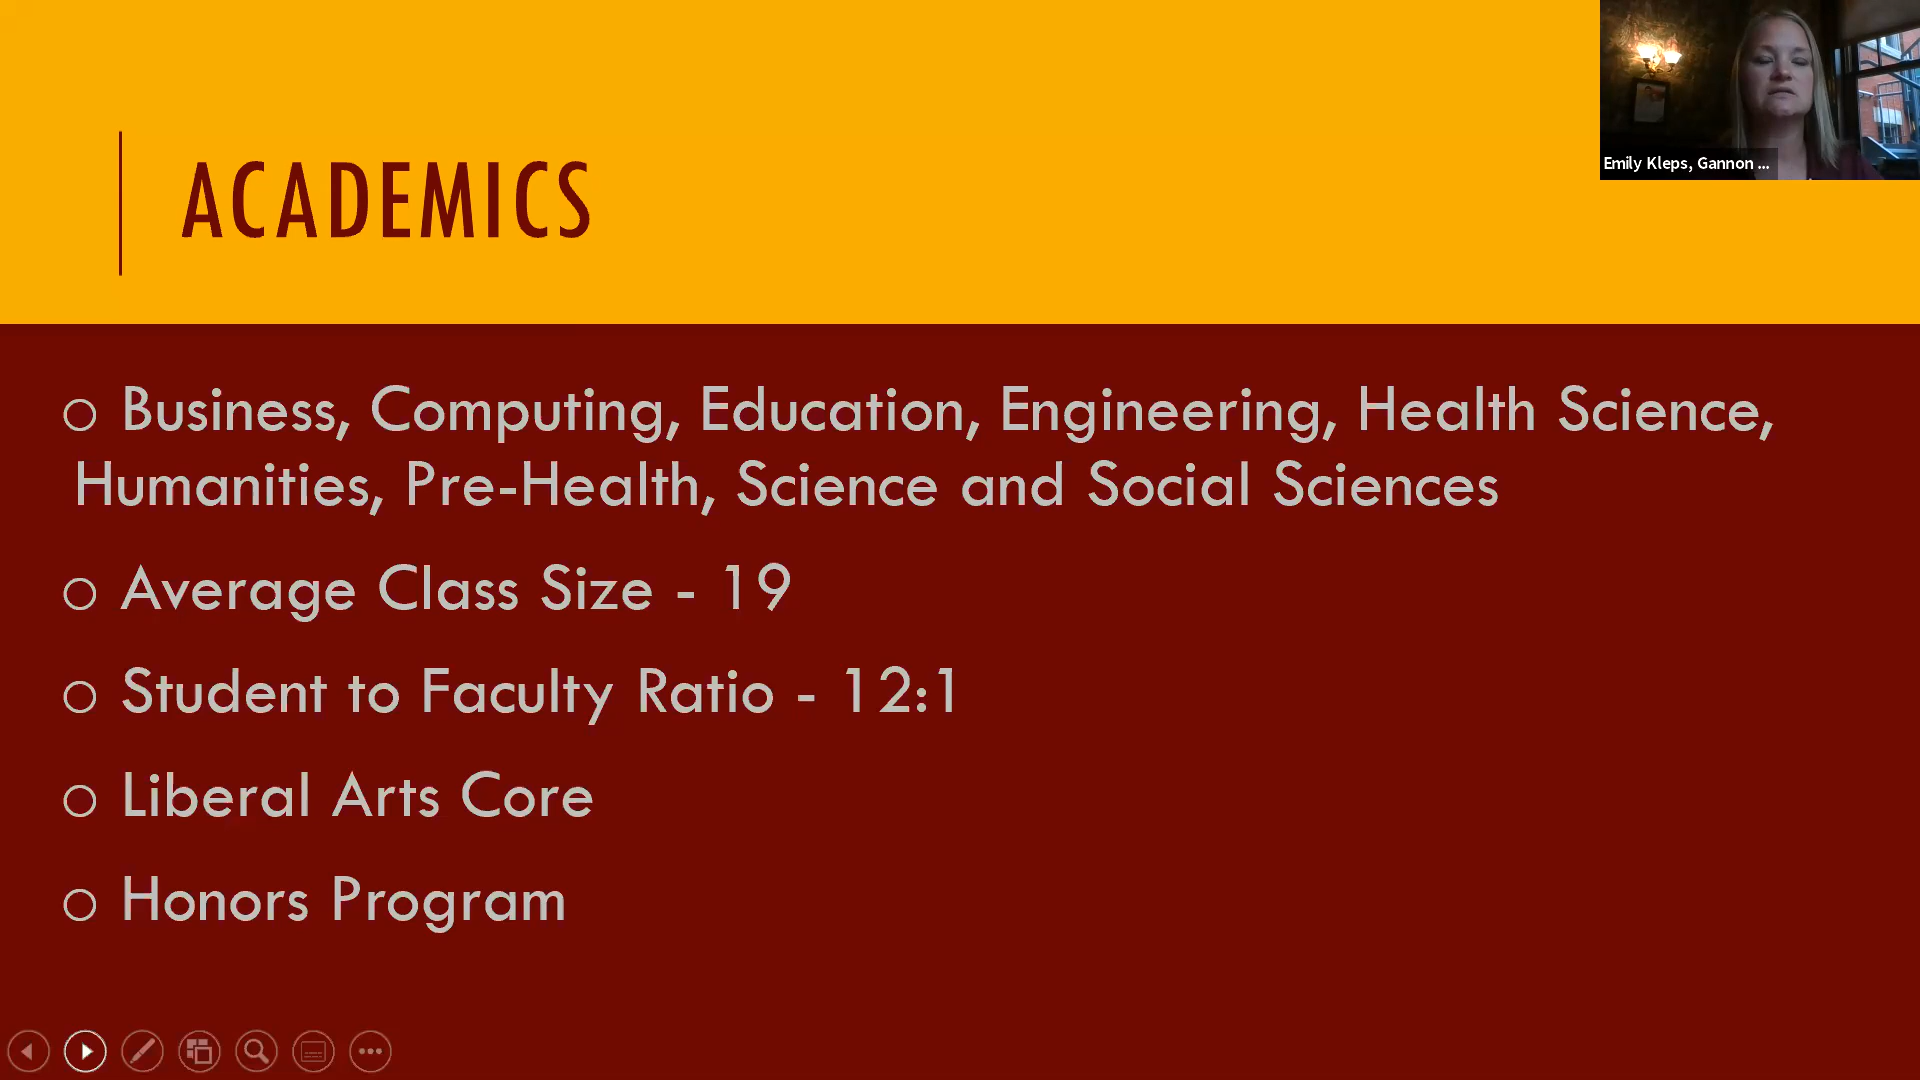 Emily Kleps, Gannon ...
ACADEMICS
Business, Computing, Education, Engineering, Health Science,
Humanities, Pre-Health, Science and Social Sciences
Average Class Size - 19
Student to Faculty Ratio - 12:1
Liberal Arts Core
Honors Program